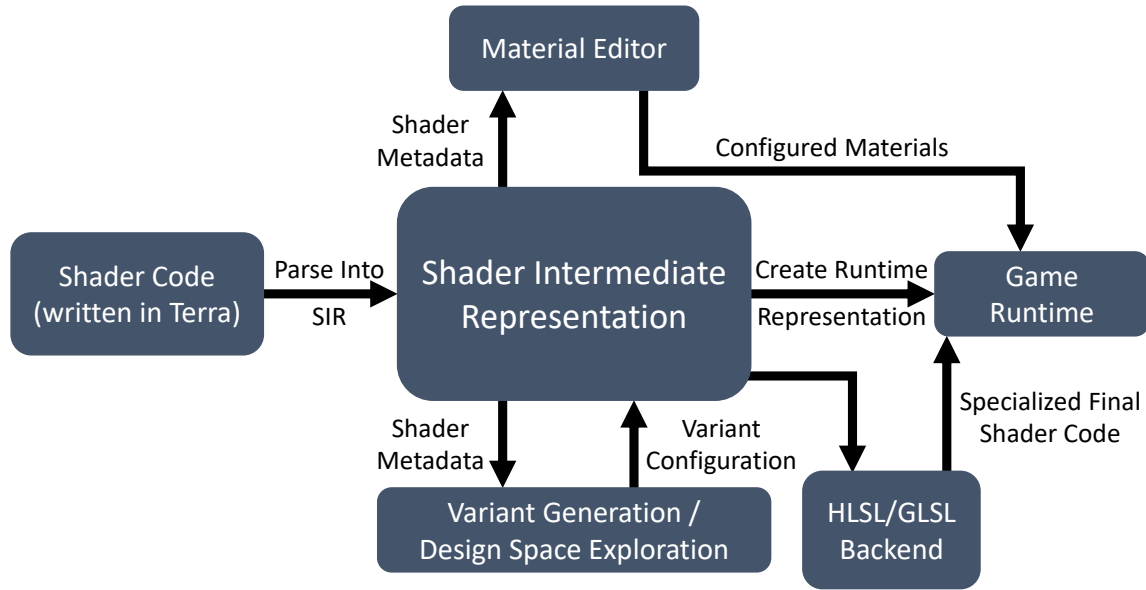 Material Editor
Shader
Metadata
Configured Materials
Shader Code
(written in Terra)
Parse Into
SIR
Shader Intermediate
Representation
Create Runtime
Representation
Game
Runtime
Shader
Metadata
Variant
Configuration
Specialized Final
Shader Code
Variant Generation /
Design Space Exploration
HLSL/GLSL
Backend